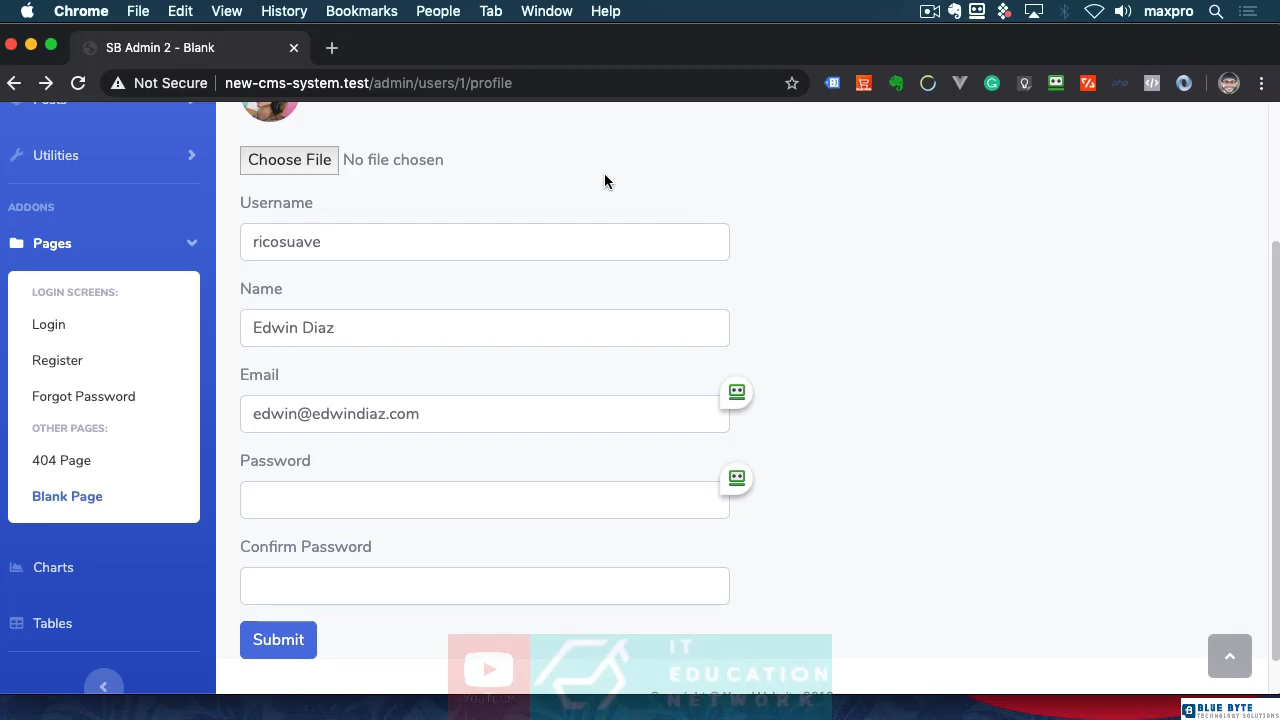 Chrome File Edit View History Bookmarks People Tab Window Help maxpro
SB Admin 2 - Blank
Not Secure new-cms-system.test/admin/users/1/profile
Posts
Utilities
ADDONS
Pages
LOGIN SCREENS:
Login
Register
Forgot Password
OTHER PAGES:
404 Page
Blank Page
Charts
Tables
Choose File No file chosen
Username
ricosuave
Name
Edwin Diaz
Email
edwin@edwindiaz.com
Password
Confirm Password
Submit
IT
EDUCATION
NETWORK
BLUE BYTE
TECHNOLOGY SOLUTIONS